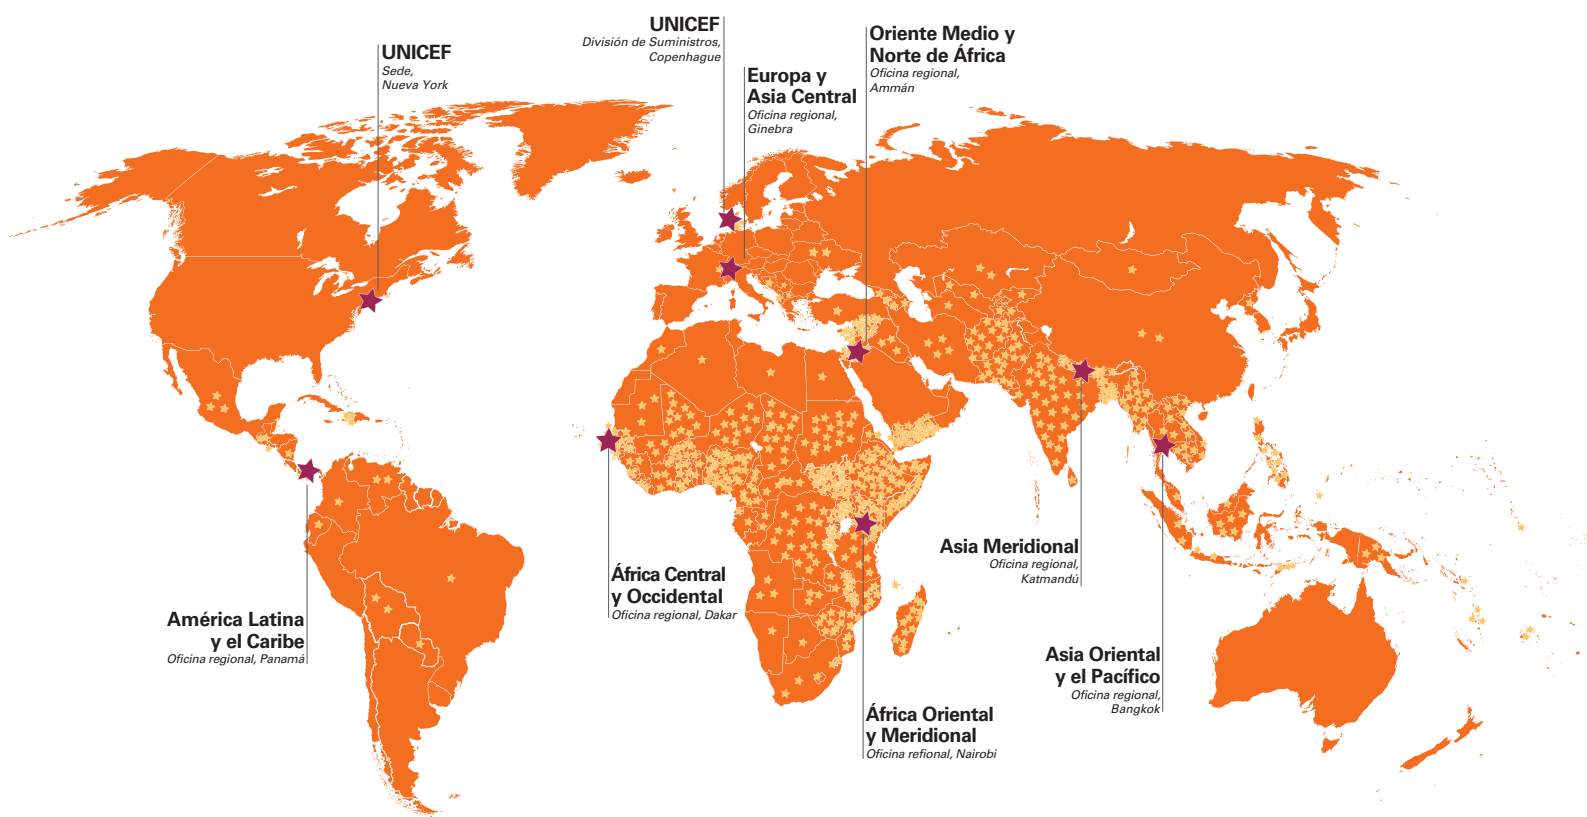 UNICEF
Sede,
Nueva York
UNICEF
División de Suministros,
Copenhague
Europa y
Asia Central
Oficina regional,
Ginebra
Oriente Medio y
Norte de África
Oficina regional,
Ammán
América Latina
y el Caribe
Oficina regional, Panamá
África Central
y Occidental
Oficina regional, Dakar
África Oriental
y Meridional
Oficina refional, Nairobi
Asia Meridional
Oficina regional,
Katmandú
Asia Oriental
y el Pacífico
Oficina regional,
Bangkok